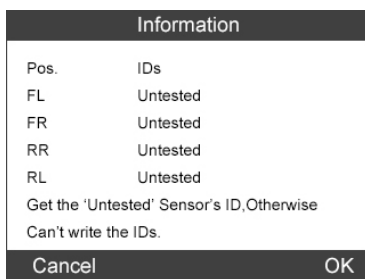 Information
Pos. IDs
FL Untested
FR Untested
RR Untested
RL Untested
Get the ‘Untested’ Sensor’s ID,Otherwise
Can’t write the IDs.
Cancel OK